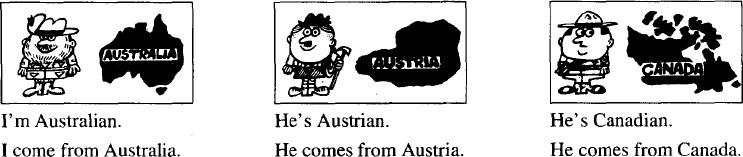 AUSTRALIA
AUSTRIA
CANADA
I'm Australian.
He's Austrian.
He's Canadian.
I come from Australia.
He comes from Austria.
He comes from Canada.